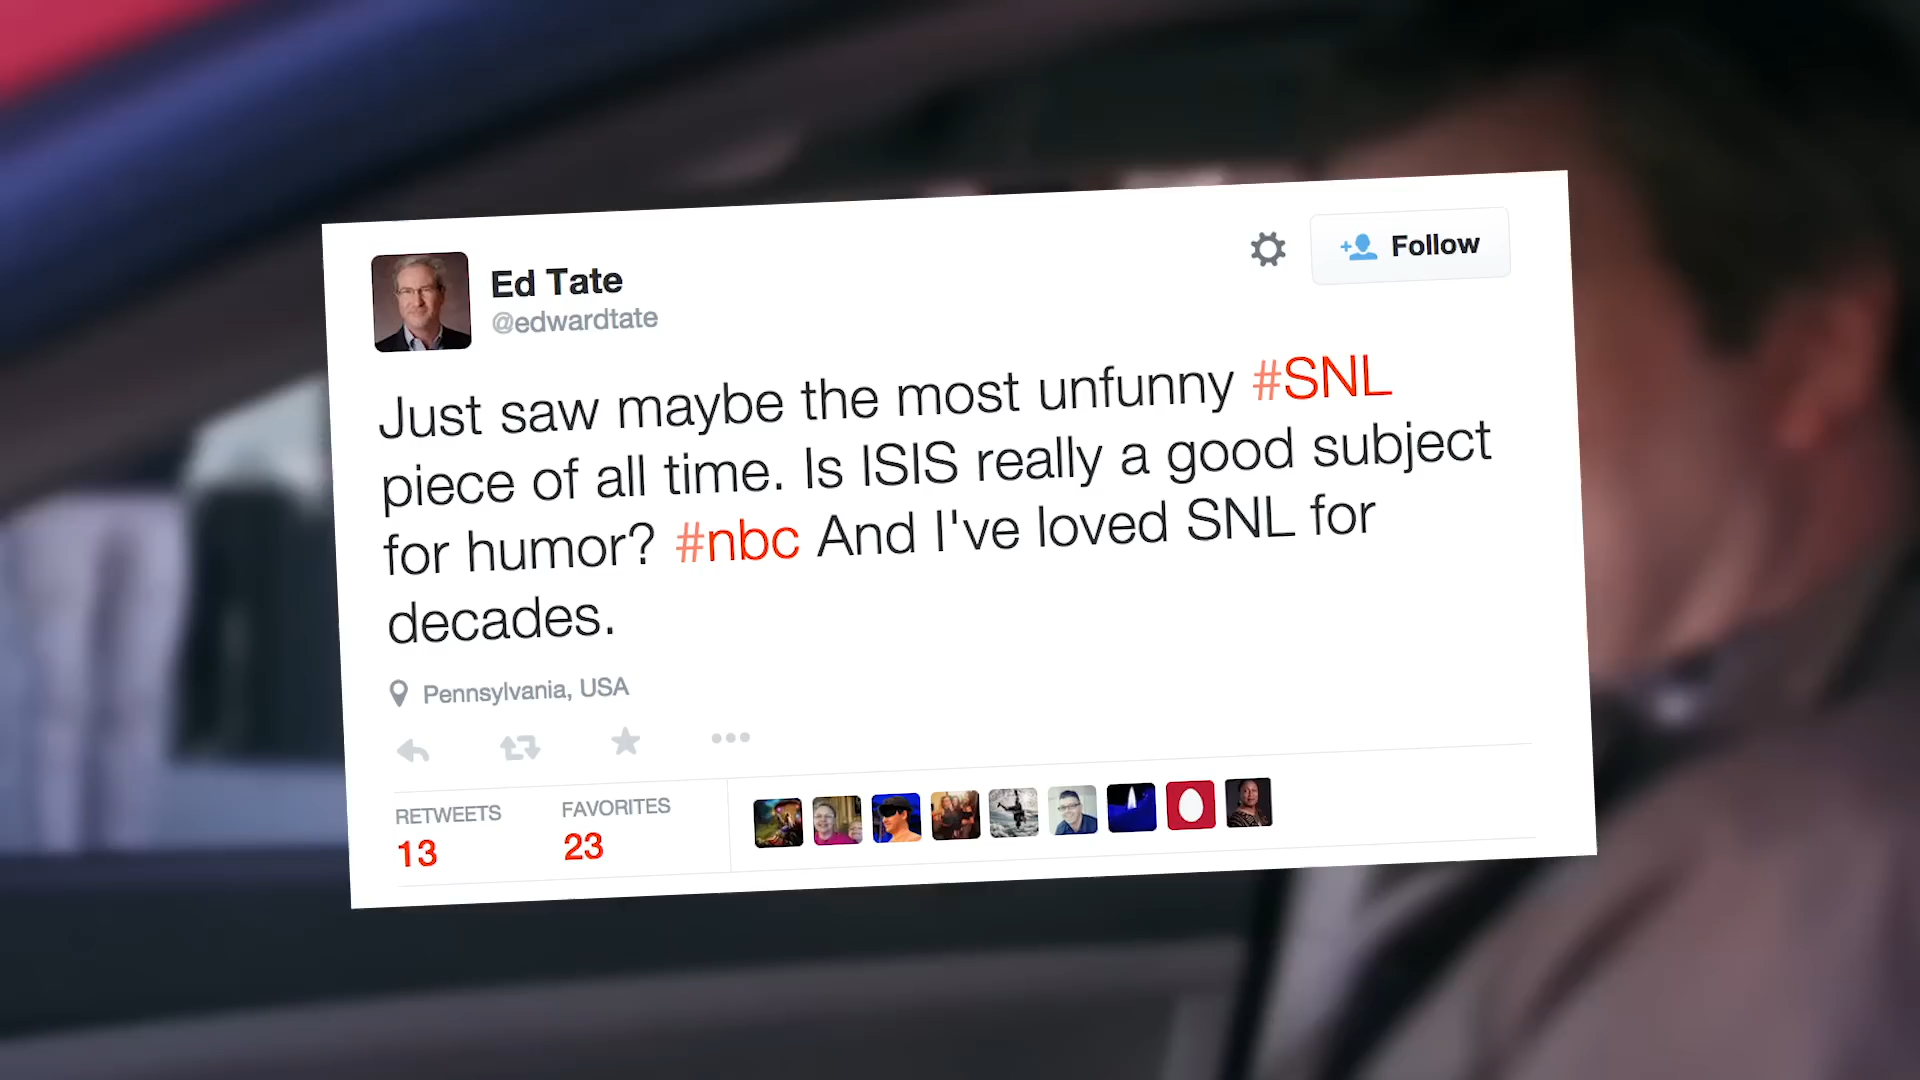 Ed Tate
@edwardtate
Follow
Just saw maybe the most unfunny #SNL
piece of all time. Is ISIS really a good subject
for humor? #nbc And I've loved SNL for
decades.
Pennsylvania, USA
RETWEETS
13
FAVORITES
23